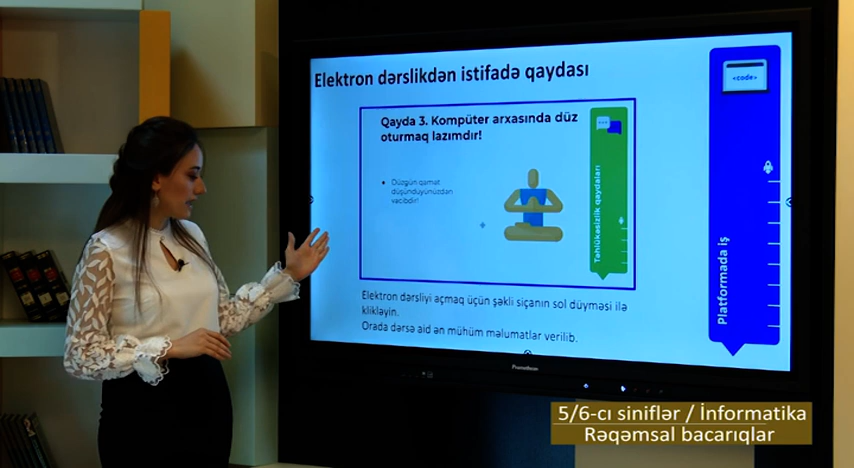 Elektron dərslikdən istifadə qaydası
Qayda 3. Kompüter arxasında düz
oturmaq lazımdır!
• Düzgün qamət
düşündüyünüzdən
vacibdir!
Təhlükəsizlik qaydaları
<code>
Platformada iş
Elektron dərsliyi açmaq üçün şəkli siçanın sol düyməsi ilə
klikləyin.
Orada dərsə aid ən mühüm məlumatlar verilib.
Promethean
5/6-cı siniflər / İnformatika
Rəqəmsal bacarıqlar